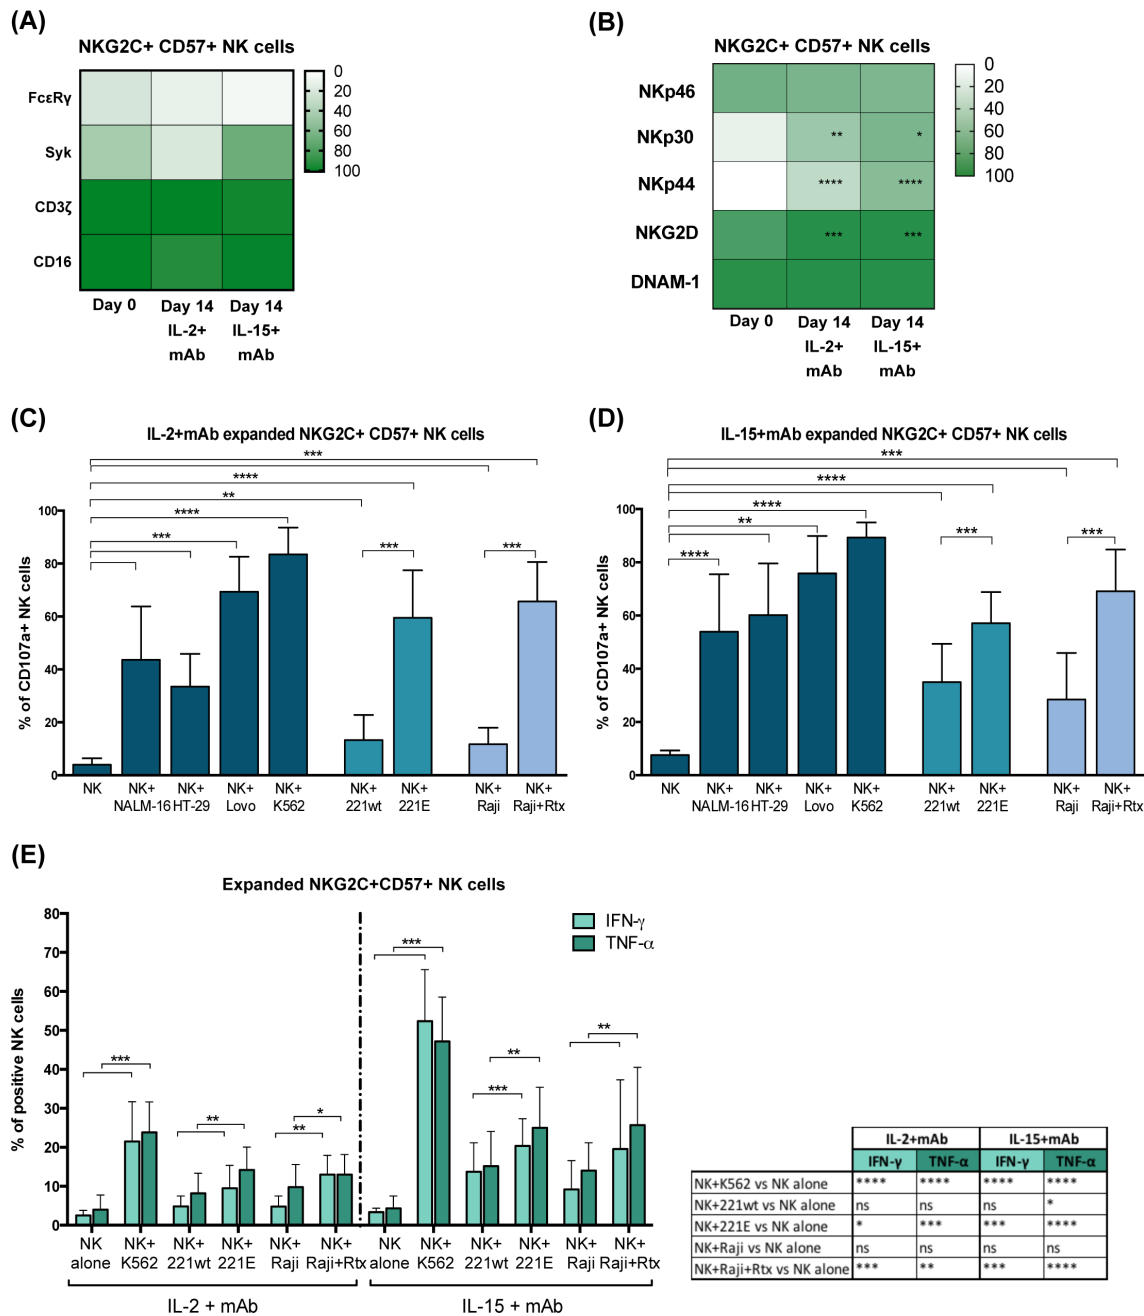 (A)
NKG2C+ CD57+ NK cells
FcεRγ
Syk
CD3ζ
CD16
0
20
40
60
80
100
Day 0
Day 14
IL-2+
mAb
Day 14
IL-15+
mAb
(B)
NKG2C+ CD57+ NK cells
NKp46
NKp30
** *
NKp44
**** ****
NKG2D
*** ***
DNAM-1
0
20
40
60
80
100
Day 0
Day 14
IL-2+
mAb
Day 14
IL-15+
mAb
(C)
IL-2+mAb expanded NKG2C+ CD57+ NK cells
% of CD107a+ NK cells
100
80
60
40
20
0
***
****
**
****
***
***
***
NK
NK+
NALM-16
NK+
HT-29
NK+
Lovo
NK+
K562
NK+
221wt
NK+
221E
NK+
Raji
NK+
Raji+Rtx
(D)
IL-15+mAb expanded NKG2C+ CD57+ NK cells
% of CD107a+ NK cells
100
80
60
40
20
0
***
****
****
**
****
***
***
NK
NK+
NALM-16
NK+
HT-29
NK+
Lovo
NK+
K562
NK+
221wt
NK+
221E
NK+
Raji
NK+
Raji+Rtx
(E)
Expanded NKG2C+CD57+ NK cells
IFN-γ
TNF-α
% of positive NK cells
80
70
60
50
40
30
20
10
0
***
**
*
**
***
**
***
**
NK
alone
NK+
K562
NK+
221wt
NK+
221E
NK+
Raji
NK+
Raji+Rtx
NK
alone
NK+
K562
NK+
221wt
NK+
221E
NK+
Raji
NK+
Raji+Rtx
IL-2 + mAb
IL-15 + mAb
IL-2+mAb IL-15+mAb
IFN-γ TNF-α IFN-γ TNF-α
NK+K562 vs NK alone **** **** **** ****
NK+221wt vs NK alone ns ns ns *
NK+221E vs NK alone * *** *** ****
NK+Raji vs NK alone ns ns ns ns
NK+Raji+Rtx vs NK alone *** ** *** ****